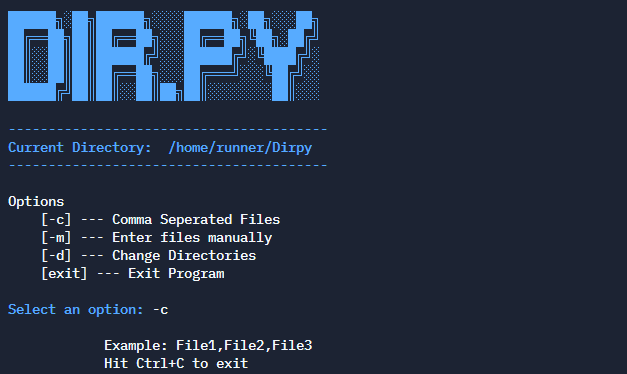 DIR.PY
----------------------------------------
Current Directory:  /home/runner/Dirpy
----------------------------------------
Options
[-c] --- Comma Seperated Files
[-m] --- Enter files manually
[-d] --- Change Directories
[exit] --- Exit Program
Select an option: -c
Example: File1,File2,File3
Hit Ctrl+C to exit